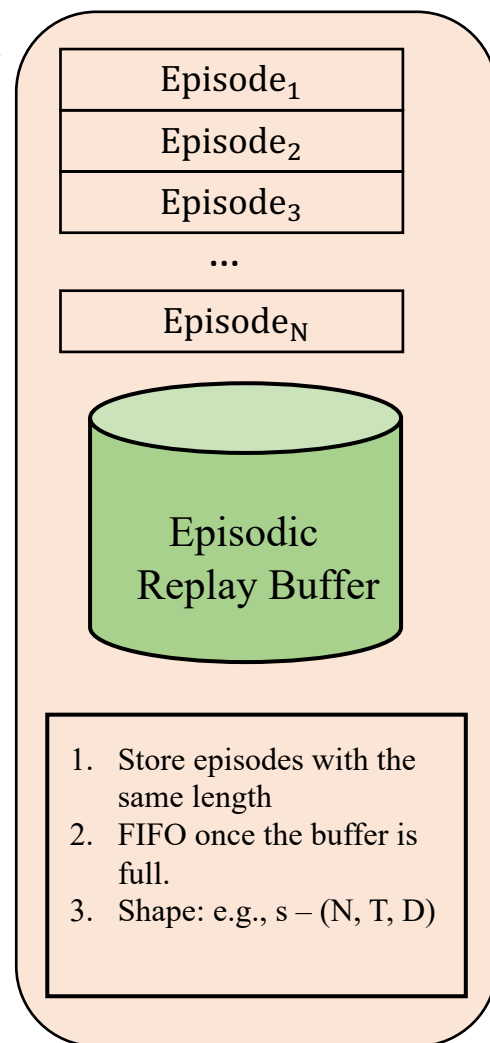 Episode₁
Episode₂
Episode₃
...
Episode_N
Episodic
Replay Buffer
1. Store episodes with the
same length
2. FIFO once the buffer is
full.
3. Shape: e.g., s – (N, T, D)